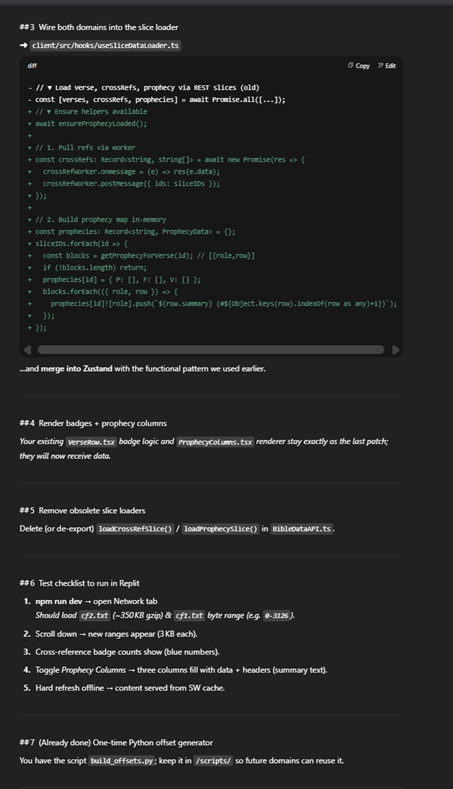 ##3 Wire both domains into the slice loader
➜ client/src/hooks/useSliceDataLoader.ts
diff Copy Edit
- // ▼ Load verse, crossRefs, prophecy via REST slices (old)
- const [verses, crossRefs, prophecies] = await Promise.all([...]);
+ // ▼ Ensure helpers available
+ await ensureProphecyLoaded();
+
+ // 1. Pull refs via worker
+ const crossRefs: Record<string, string[]> = await new Promise(res => {
+   crossRefWorker.onmessage = (e) => res(e.data);
+   crossRefWorker.postMessage({ ids: sliceIDs });
+ });
+
+ // 2. Build prophecy map in-memory
+ const prophecies: Record<string, ProphecyData> = {};
+ sliceIDs.forEach(id => {
+   const blocks = getProphecyForVerse(id); // [{role,row}]
+   if (!blocks.length) return;
+   prophecies[id] = { P: [], F: [], V: [] };
+   blocks.forEach(({ role, row }) => {
+     prophecies[id]![role].push(`${row.summary} (#${Object.keys(row).indexOf(row as any)+1})`);
+   });
+ });
...and merge into Zustand with the functional pattern we used earlier.
##4 Render badges + prophecy columns
Your existing VerseRow.tsx badge logic and ProphecyColumns.tsx renderer stay exactly as the last patch;
they will now receive data.
##5 Remove obsolete slice loaders
Delete (or de-export) loadCrossRefSlice() / loadProphecySlice() in BibleDataAPI.ts.
##6 Test checklist to run in Replit
1. npm run dev → open Network tab
Should load cf2.txt (~350 KB gzip) & cf1.txt byte range (e.g. 0-3126).
2. Scroll down → new ranges appear (3 KB each).
3. Cross-reference badge counts show (blue numbers).
4. Toggle Prophecy Columns → three columns fill with data + headers (summary text).
5. Hard refresh offline → content served from SW cache.
##7 (Already done) One-time Python offset generator
You have the script build_offsets.py; keep it in /scripts/ so future domains can reuse it.